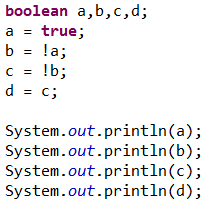 boolean a,b,c,d;
a = true;
b = !a;
c = !b;
d = c;
System.out.println(a);
System.out.println(b);
System.out.println(c);
System.out.println(d);